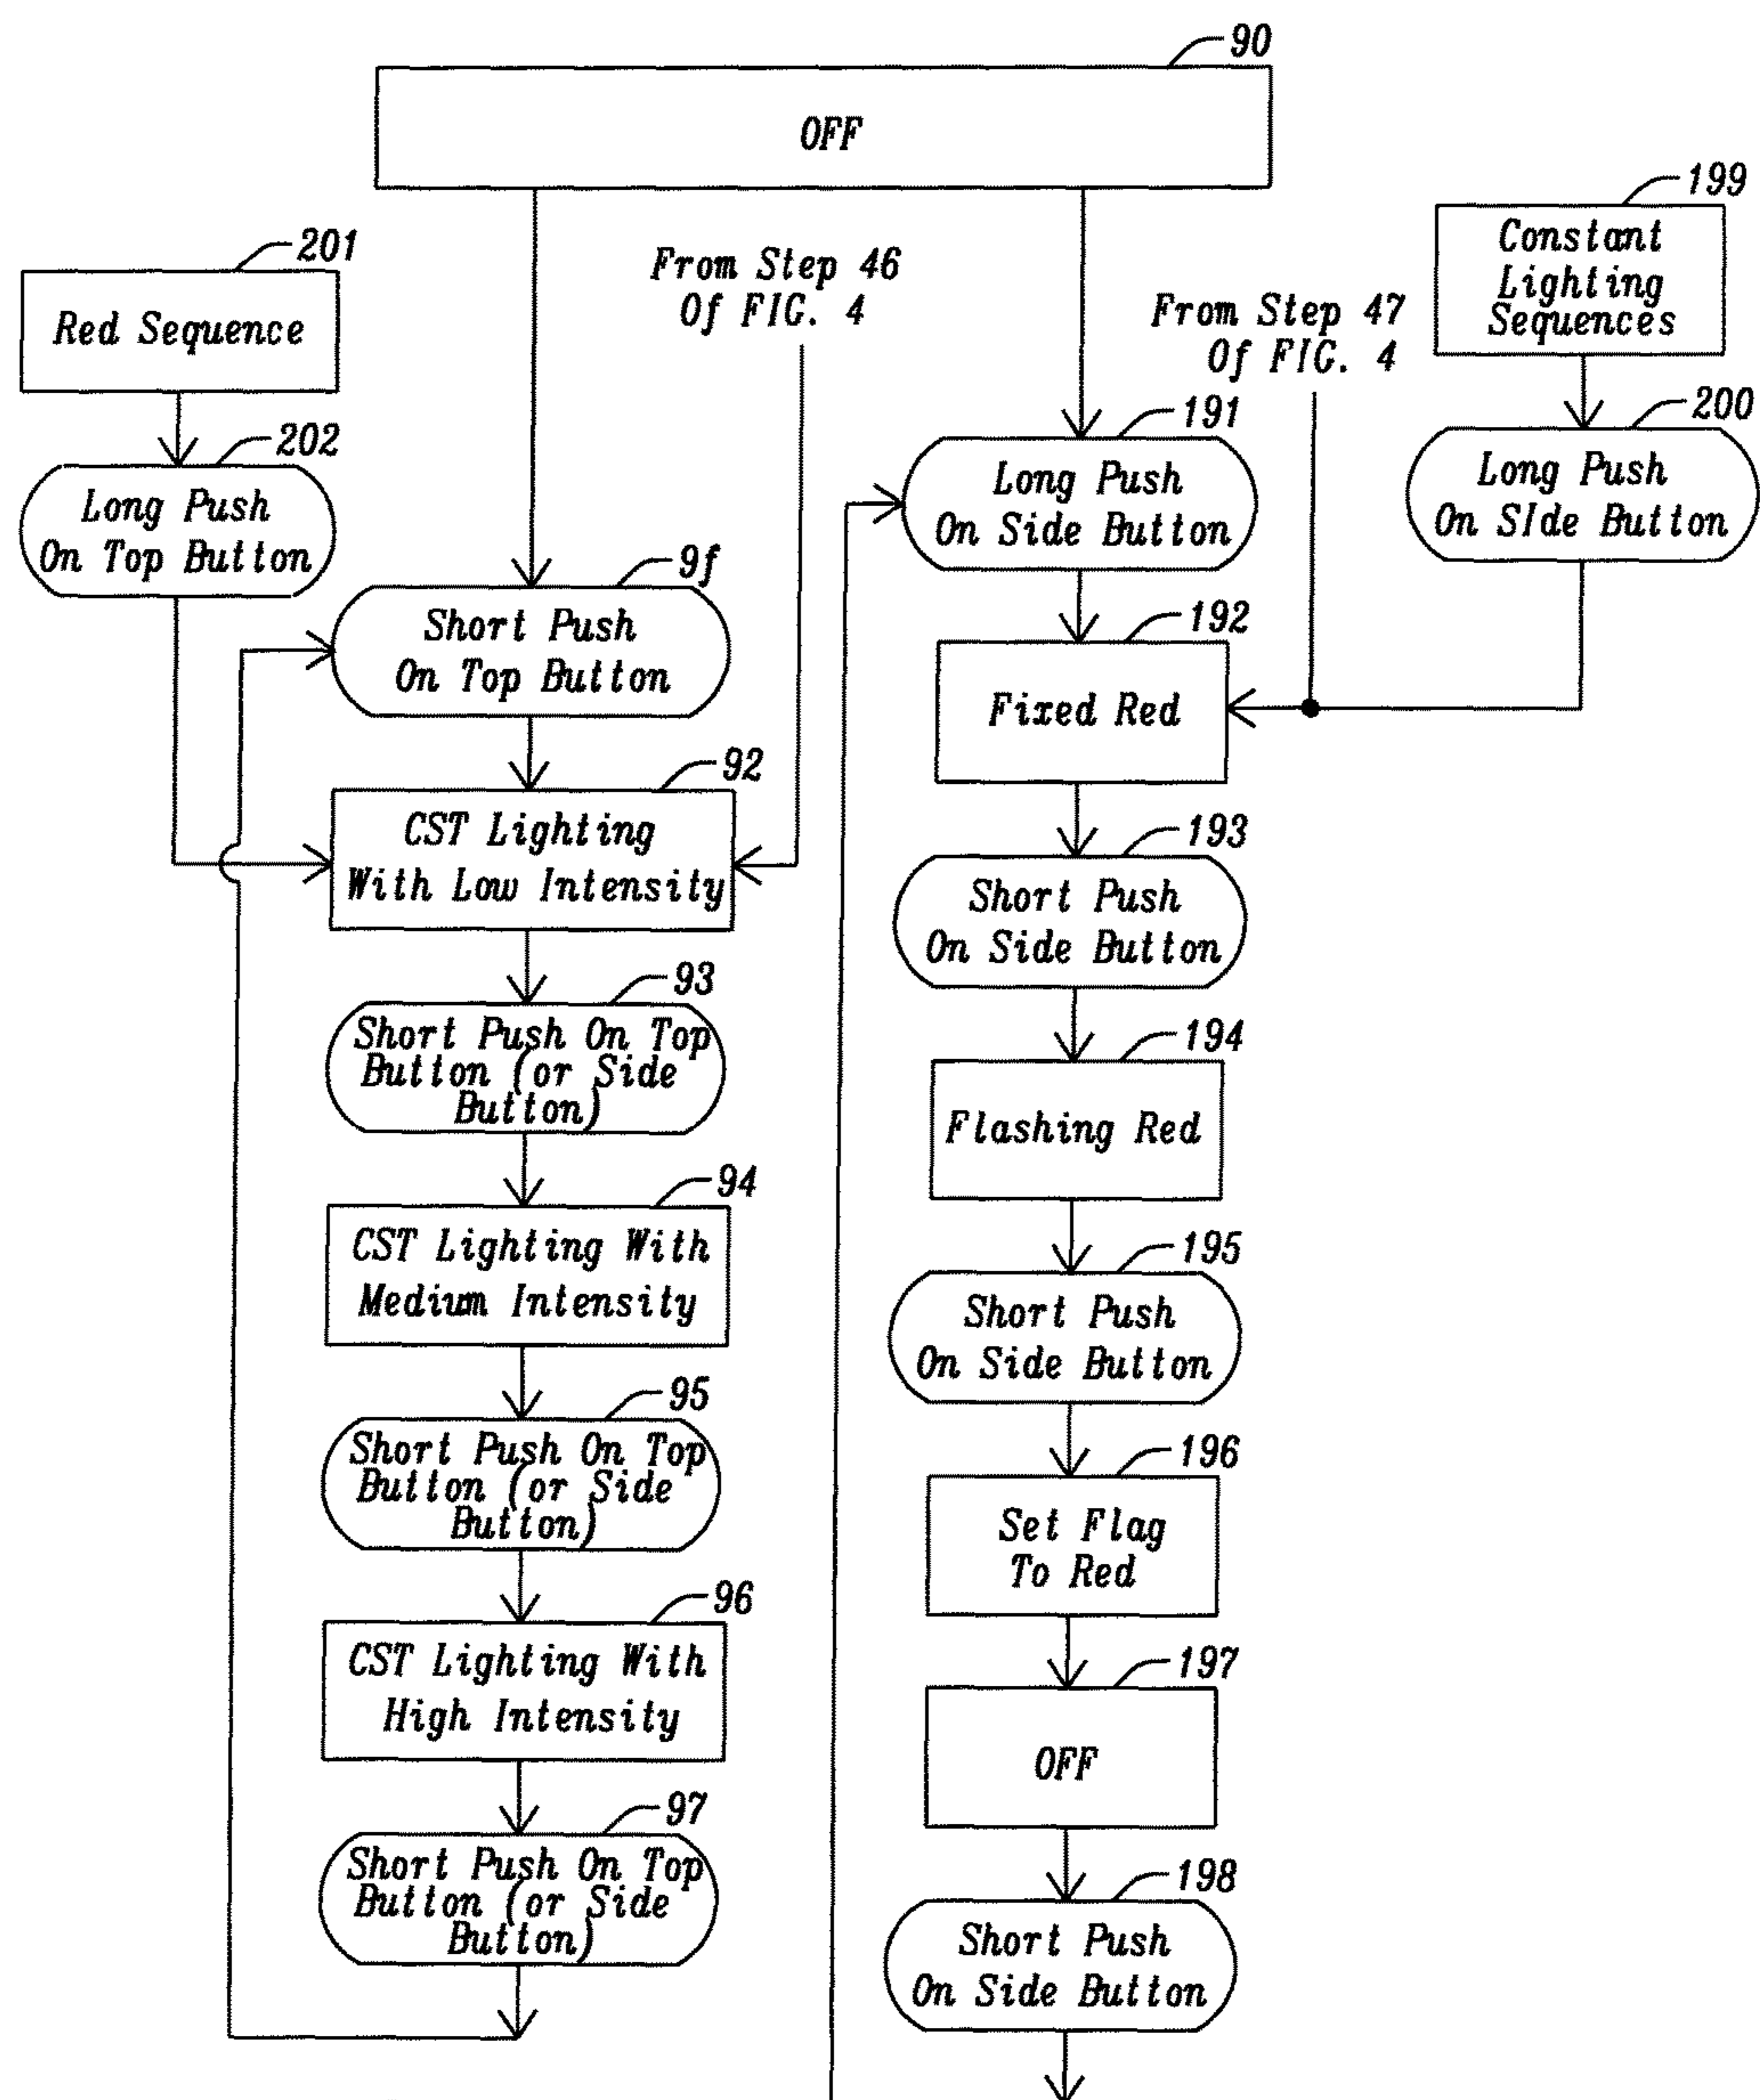 90
OFF
199
Constant
Lighting
Sequences
201
Red Sequence
From Step 46
Of FIG. 4
From Step 47
Of FIG. 4
202
Long Push
On Top Button
191
Long Push
On Side Button
200
Long Push
On SIde Button
9f
Short Push
On Top Button
192
Fixed Red
92
CST Lighting
With Low Intensity
193
Short Push
On Side Button
93
Short Push On Top
Button (or Side
Button)
194
Flashing Red
94
CST Lighting With
Medium Intensity
195
Short Push
On Side Button
95
Short Push On Top
Button (or Side
Button)
196
Set Flag
To Red
96
CST Lighting With
High Intensity
197
OFF
97
Short Push On Top
Button (or Side
Button)
198
Short Push
On Side Button